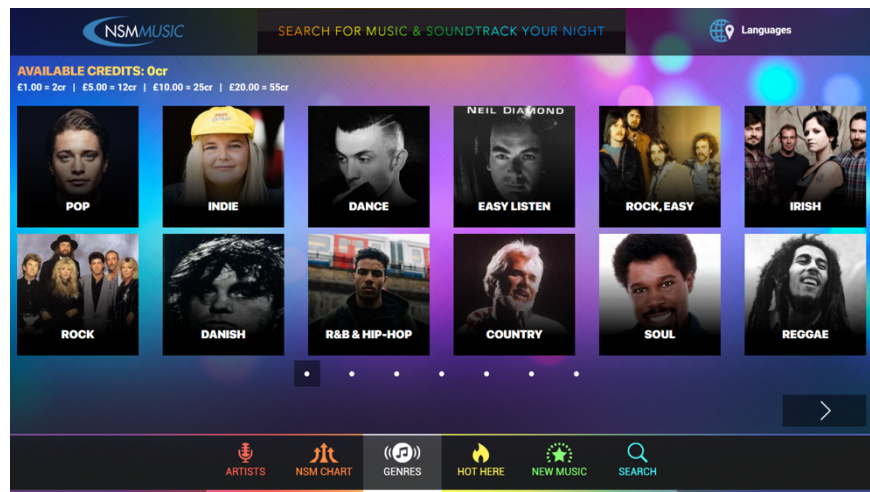 NSMMUSIC
SEARCH FOR MUSIC & SOUNDTRACK YOUR NIGHT
Languages
AVAILABLE CREDITS: 0cr
£1.00 = 2cr | £5.00 = 12cr | £10.00 = 25cr | £20.00 = 55cr
NEIL DIAMOND
POP
INDIE
DANCE
EASY LISTEN
ROCK, EASY
IRISH
ROCK
DANISH
R&B & HIP-HOP
COUNTRY
SOUL
REGGAE
ARTISTS
NSM CHART
GENRES
HOT HERE
NEW MUSIC
SEARCH